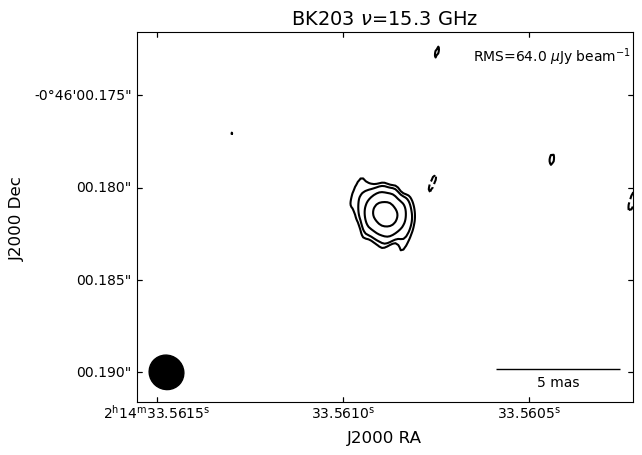 BK203 ν=15.3 GHz
RMS=64.0 μJy beam⁻¹
-0°46'00.175"
00.180"
00.185"
00.190"
J2000 Dec
5 mas
2ʰ14ᵐ33.5615ˢ
33.5610ˢ
33.5605ˢ
J2000 RA